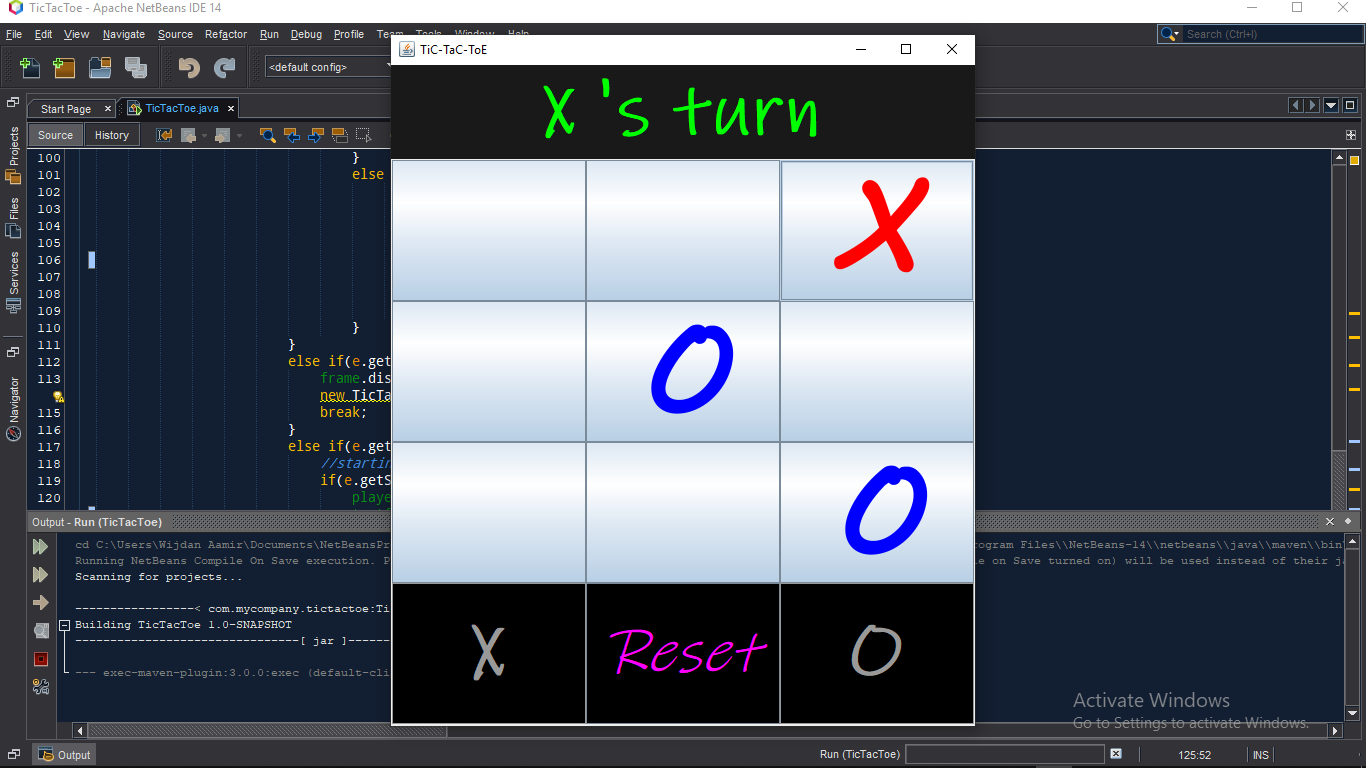 TicTacToe - Apache NetBeans IDE 14
File Edit View Navigate Source Refactor Run Debug Profile Team Tools Window Help
Search (Ctrl+I)
<default config>
Start Page
TicTacToe.java
Source History
TiC-TaC-ToE
X 's turn
X
O
O
X Reset O
Projects
Files
Services
Navigator
100 }
101 else
102
103
104
105
106
107
108
109
110 }
111 }
112 else if(e.get
113 frame.dis
new TicTa
115 break;
116 }
117 else if(e.get
118 //startin
119 if(e.getS
120 playe
Output - Run (TicTacToe)
cd C:\Users\Wijdan Aamir\Documents\NetBeansPr ogram Files\\NetBeans-14\\netbeans\\java\\maven\\bin
Running NetBeans Compile On Save execution. P e on Save turned on) will be used instead of their j
Scanning for projects...
-----------------< com.mycompany.tictactoe:Ti
Building TicTacToe 1.0-SNAPSHOT
--------------------------------[ jar ]------
--- exec-maven-plugin:3.0.0:exec (default-cli
Activate Windows
Go to Settings to activate Windows.
Output
Run (TicTacToe)
125:52
INS